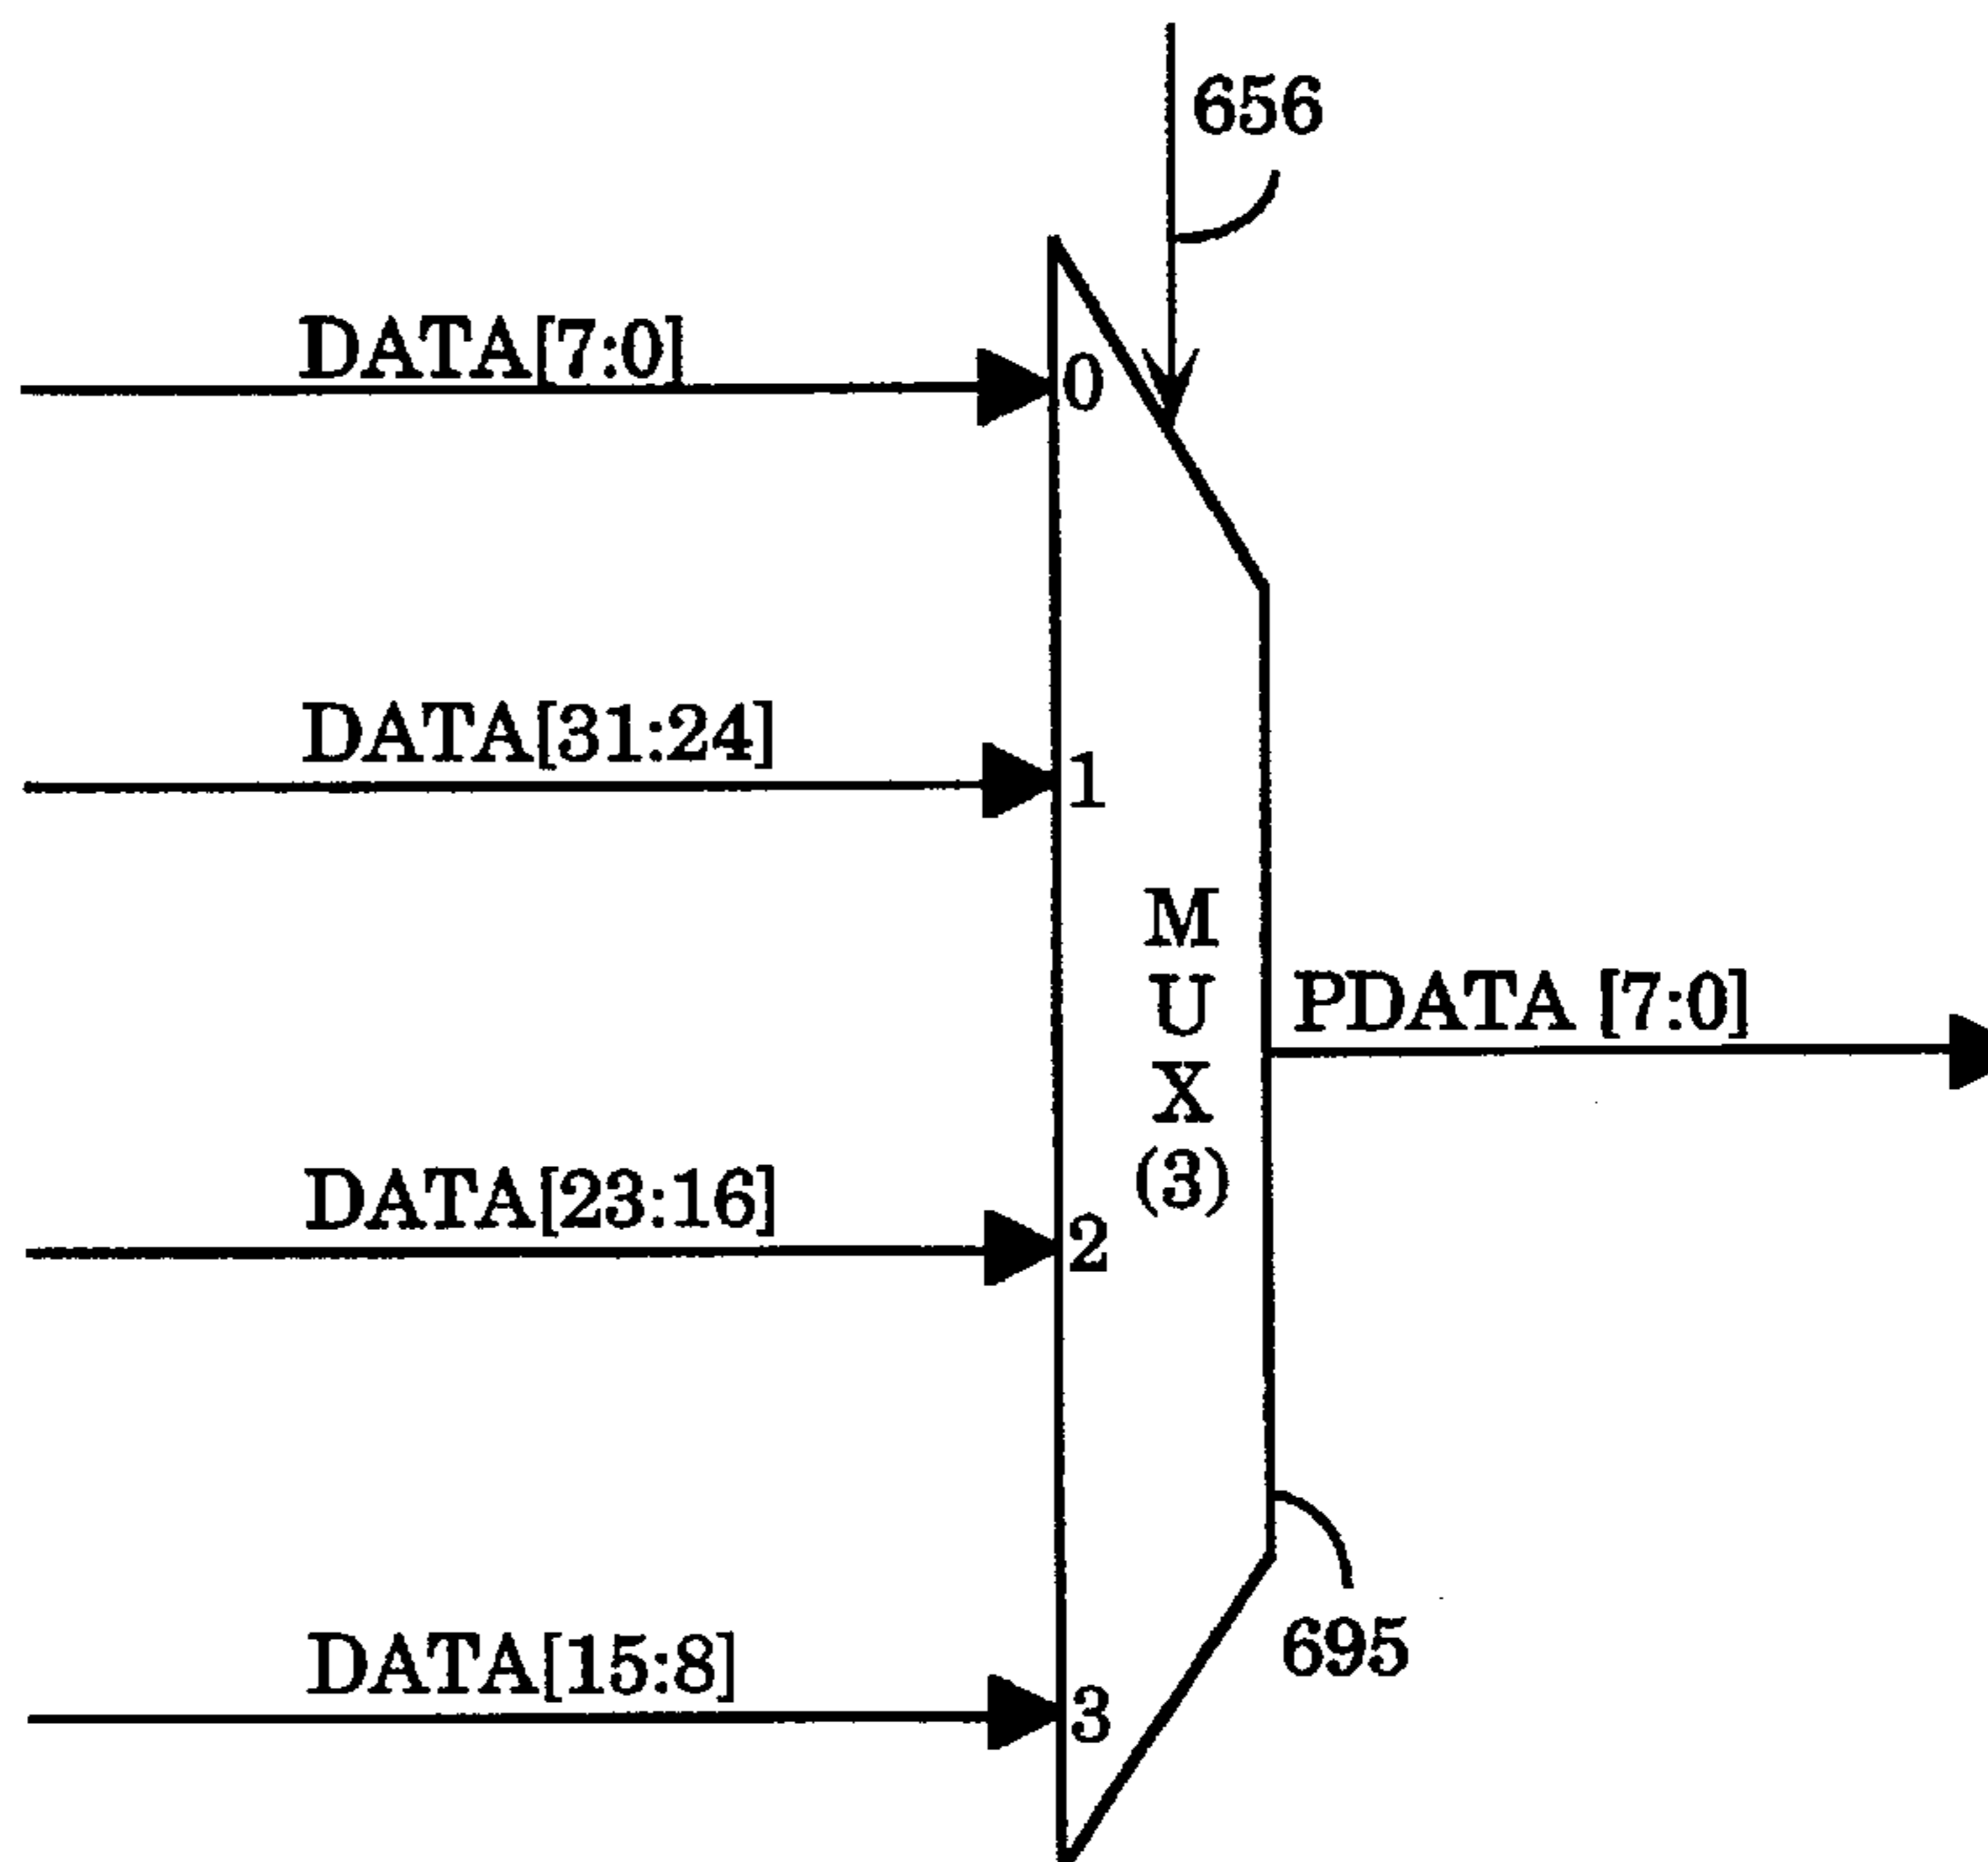 656
DATA[7:0]
0
DATA[31:24]
1
M
U
X
(3)
PDATA [7:0]
DATA[23:16]
2
695
DATA[15:8]
3